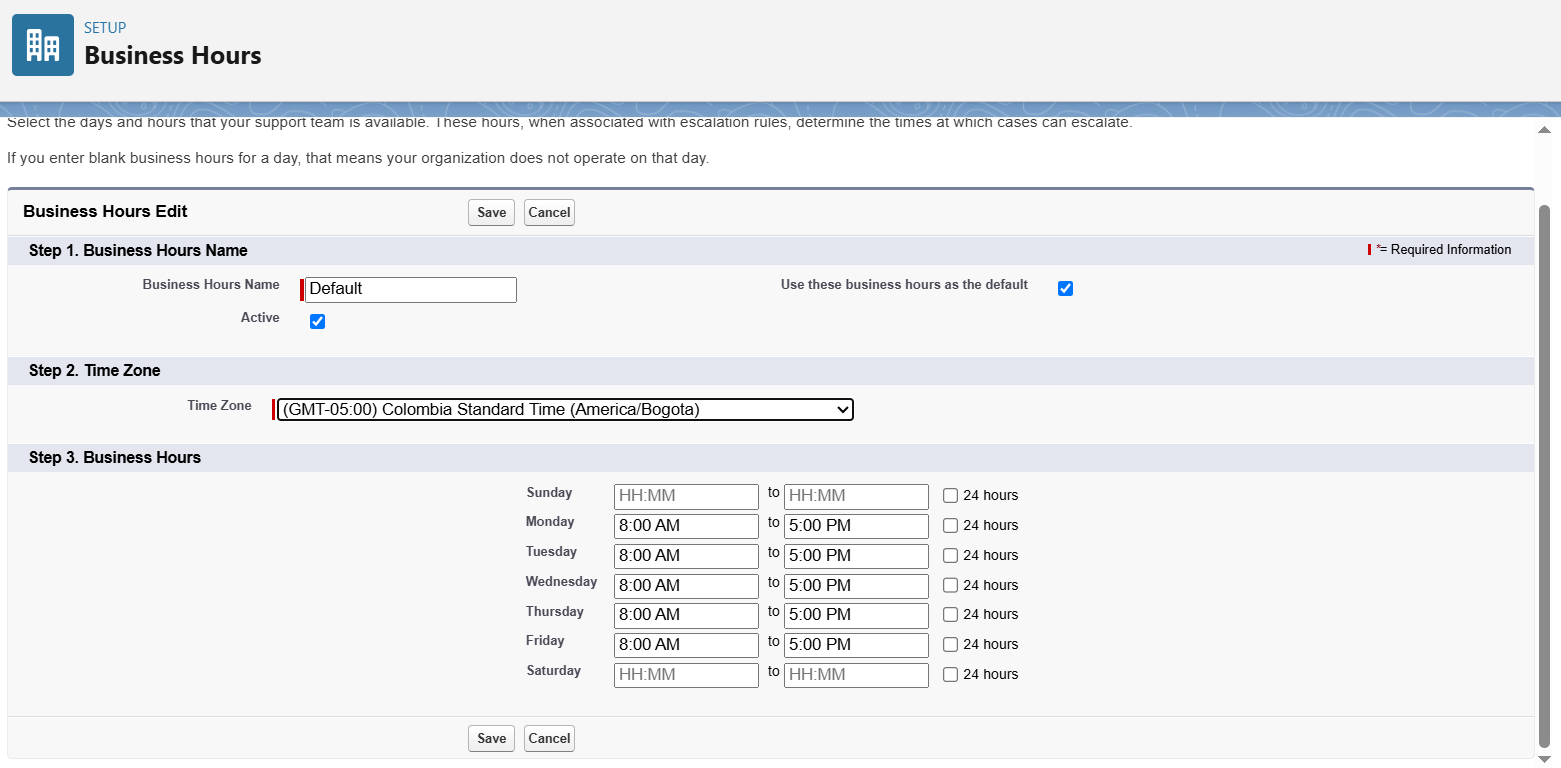 SETUP
Business Hours
Select the days and hours that your support team is available. These hours, when associated with escalation rules, determine the times at which cases can escalate.
If you enter blank business hours for a day, that means your organization does not operate on that day.
Business Hours Edit Save Cancel
Step 1. Business Hours Name *= Required Information
Business Hours Name Default Use these business hours as the default
Active
Step 2. Time Zone
Time Zone (GMT-05:00) Colombia Standard Time (America/Bogota)
Step 3. Business Hours
Sunday HH:MM to HH:MM 24 hours
Monday 8:00 AM to 5:00 PM 24 hours
Tuesday 8:00 AM to 5:00 PM 24 hours
Wednesday 8:00 AM to 5:00 PM 24 hours
Thursday 8:00 AM to 5:00 PM 24 hours
Friday 8:00 AM to 5:00 PM 24 hours
Saturday HH:MM to HH:MM 24 hours
Save Cancel